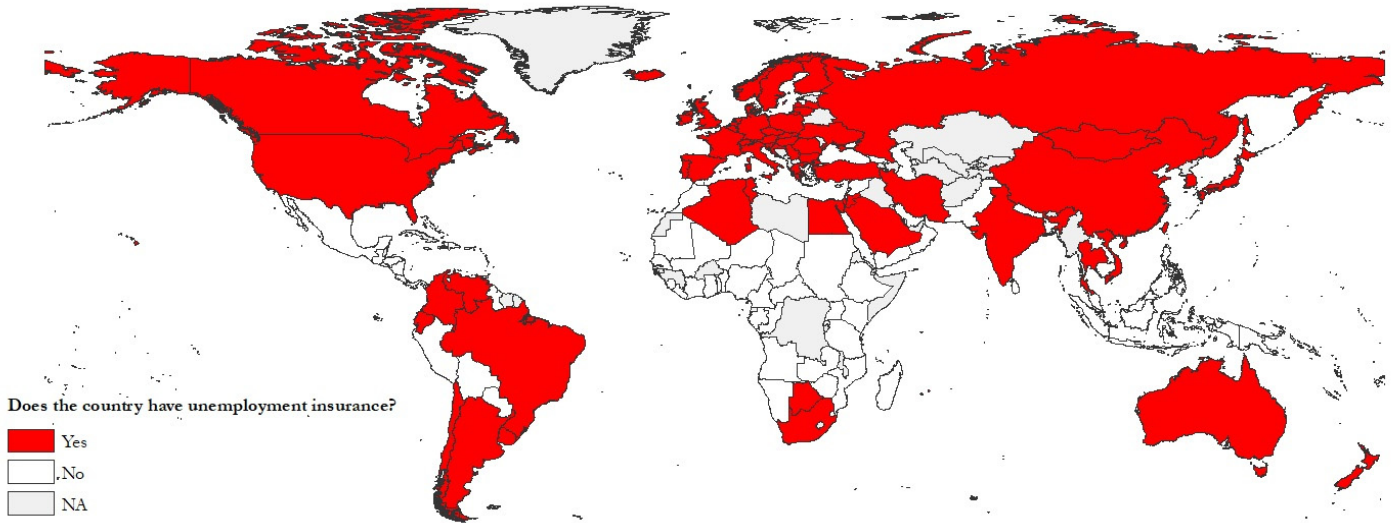 Does the country have unemployment insurance?
Yes
No
NA